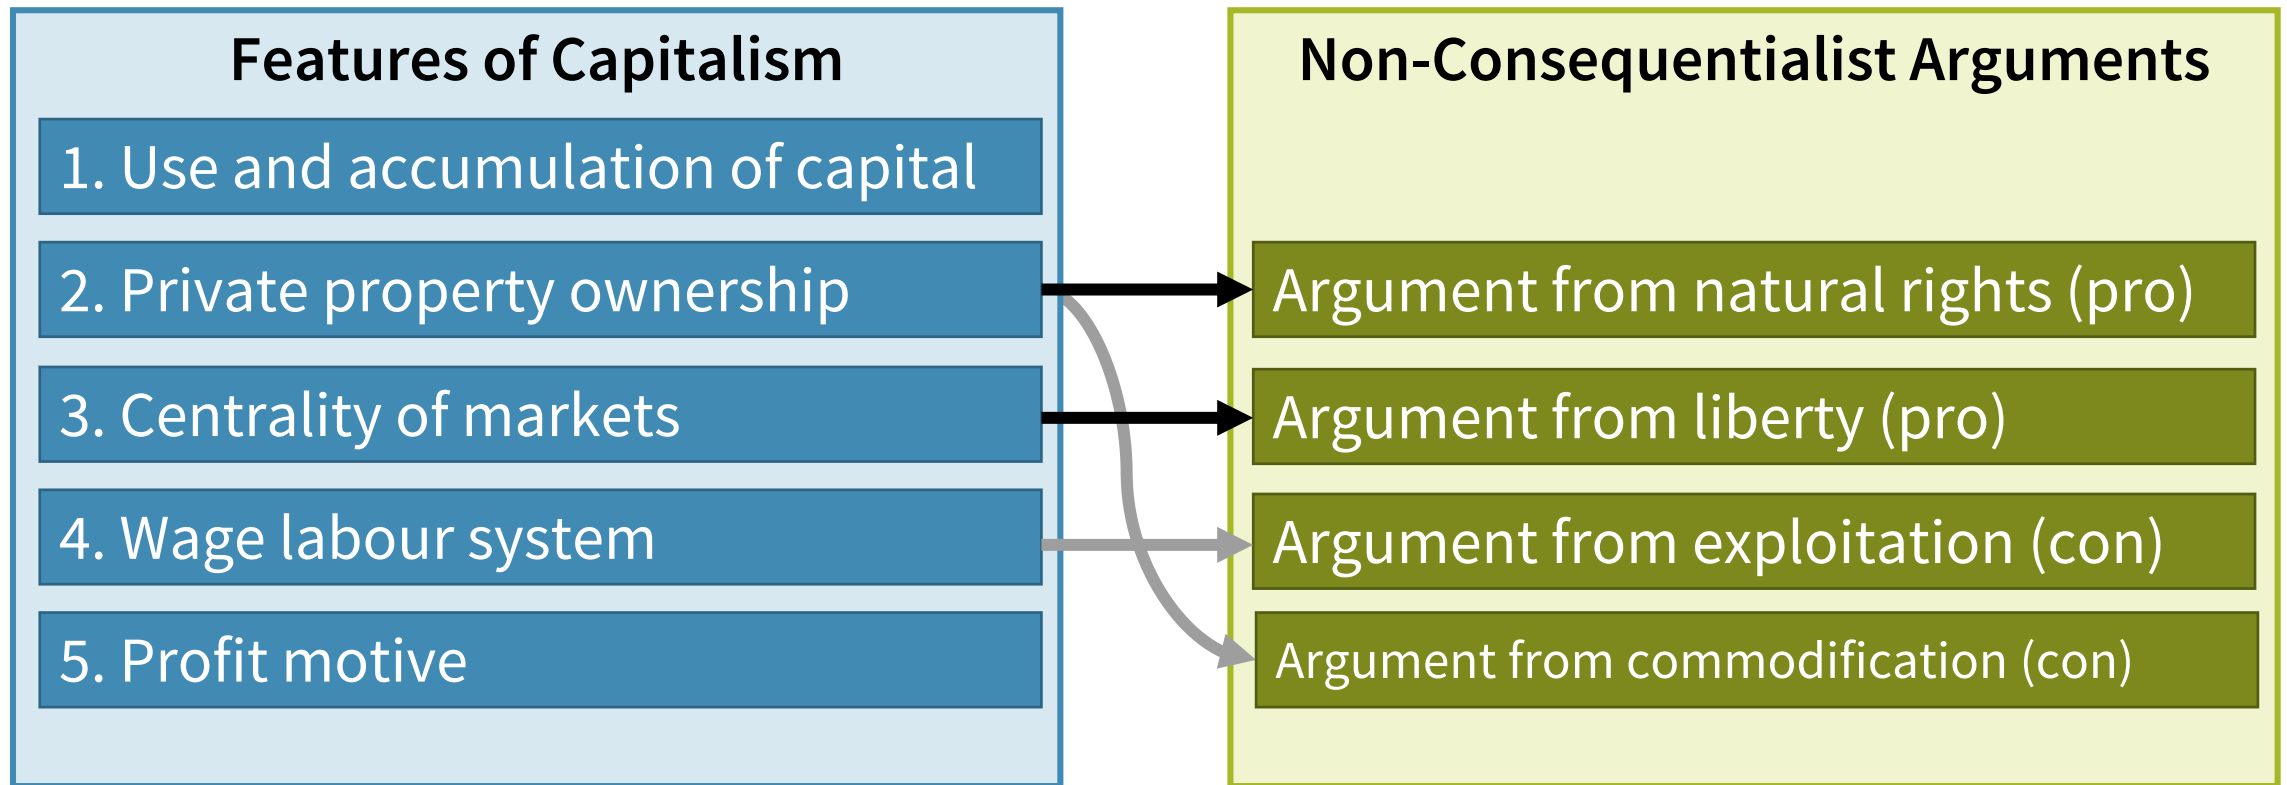 Features of Capitalism
1. Use and accumulation of capital
2. Private property ownership
3. Centrality of markets
4. Wage labour system
5. Profit motive
Non-Consequentialist Arguments
Argument from natural rights (pro)
Argument from liberty (pro)
Argument from exploitation (con)
Argument from commodification (con)